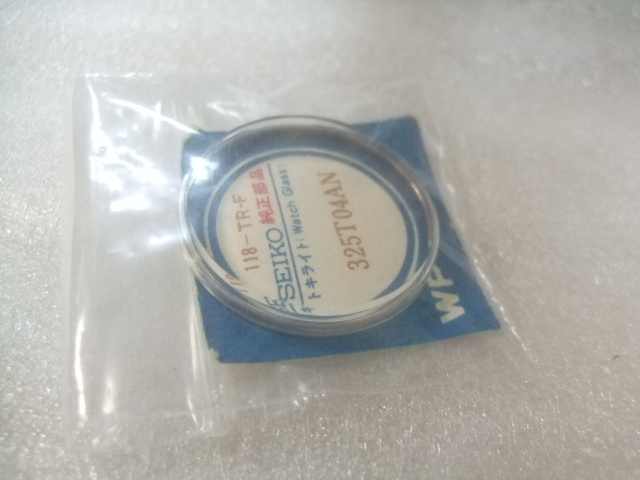 118-TR·F
SEIKO 純正部品
トキライト(Watch Glass)
325T04AN
WP